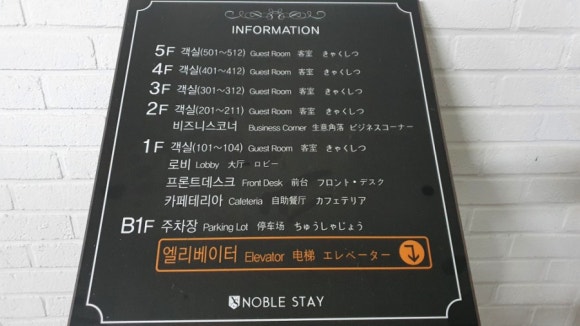 INFORMATION
5F 객실(501~512) Guest Room 客室 きゃくしつ
4F 객실(401~412) Guest Room 客室 きゃくしつ
3F 객실(301~312) Guest Room 客室 きゃくしつ
2F 객실(201~211) Guest Room 客室 きゃくしつ
비즈니스코너 Business Corner 生意角落 ビジネスコーナー
1F 객실(101~104) Guest Room 客室 きゃくしつ
로비 Lobby 大厅 ロビー
프론트데스크 Front Desk 前台 フロント・デスク
카페테리아 Cafeteria 自助餐厅 カフェテリア
B1F 주차장 Parking Lot 停车场 ちゅうしゃじょう
엘리베이터 Elevator 电梯 エレベーター
NOBLE STAY